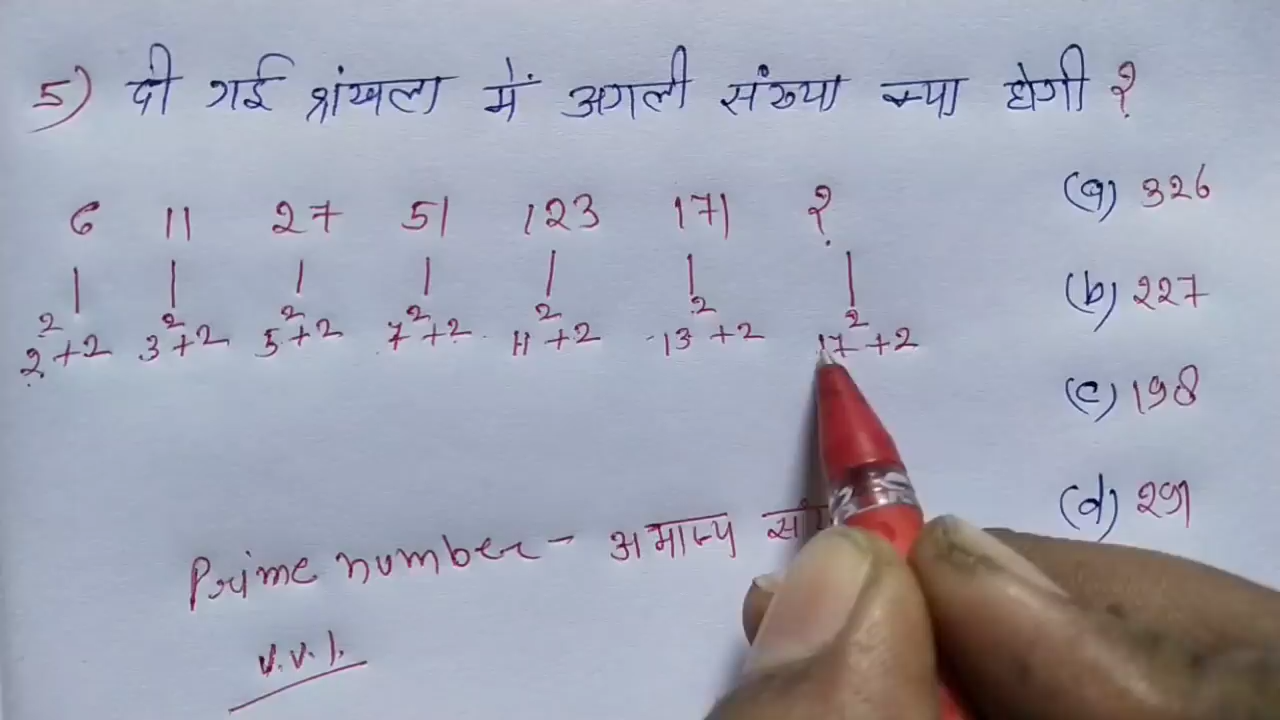 5) दी गई श्रांखला में अगली संख्या क्या होगी ?
6 11 27 51 123 171 ?
2²+2 3²+2 5²+2 7²+2 11²+2 13²+2 17²+2
(a) 326
(b) 227
(c) 198
(d) 291
Prime number - अभाज्य
V.V.I.